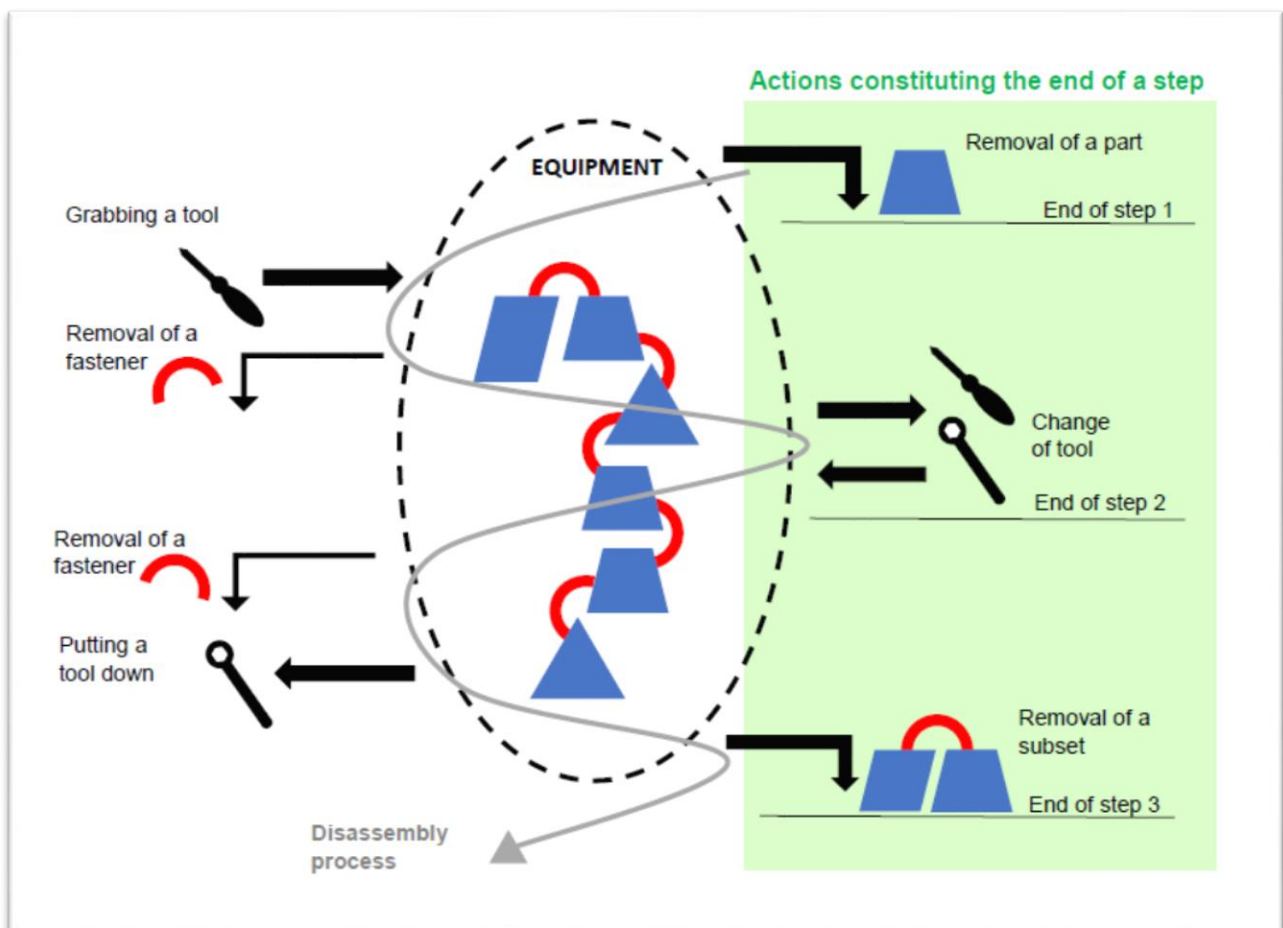 Actions constituting the end of a step
EQUIPMENT
Removal of a part
End of step 1
Grabbing a tool
Removal of a
fastener
Change
of tool
End of step 2
Removal of a
fastener
Putting a
tool down
Removal of a
subset
End of step 3
Disassembly
process